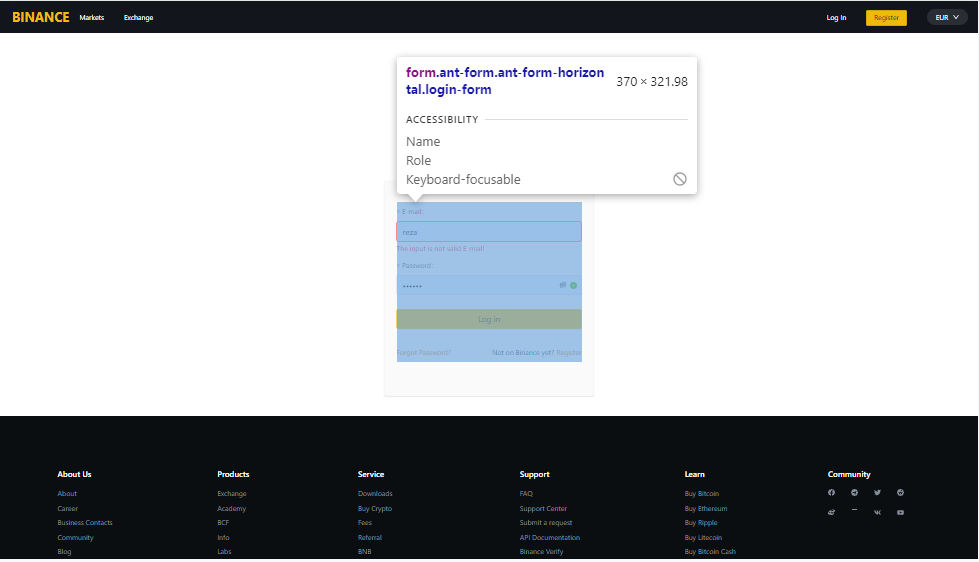 BINANCE Markets Exchange Log In Register EUR
form.ant-form.ant-form-horizon
tal.login-form
370 × 321.98
ACCESSIBILITY
Name
Role
Keyboard-focusable
* E-mail:
reza
The input is not valid E-mail!
* Password:
••••••
Log in
Forgot Password? Not on Binance yet? Register
About Us Products Service Support Learn Community
About Exchange Downloads FAQ Buy Bitcoin
Career Academy Buy Crypto Support Center Buy Ethereum
Business Contacts BCF Fees Submit a request Buy Ripple
Community Info Referral API Documentation Buy Litecoin
Blog Labs BNB Binance Verify Buy Bitcoin Cash